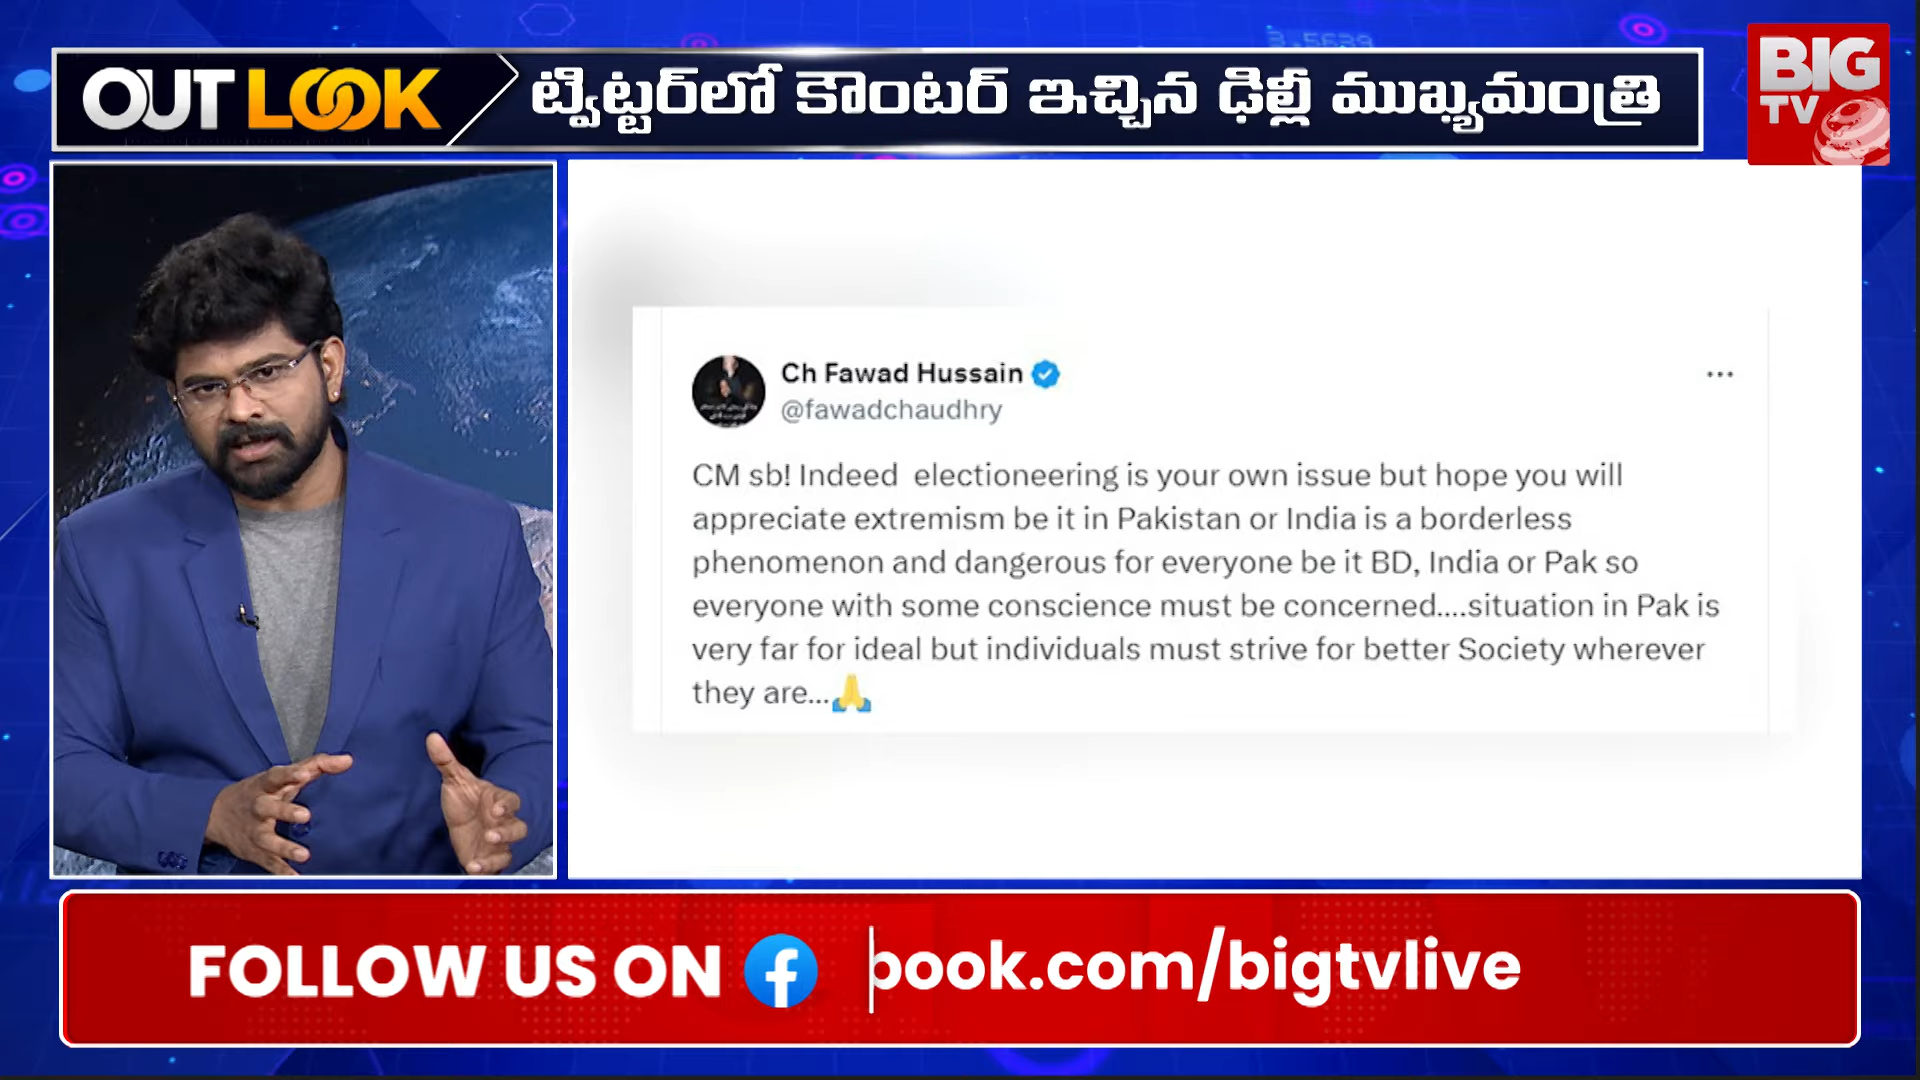 OUT LOOK
ట్విట్టర్‌లో కౌంటర్ ఇచ్చిన ఢిల్లీ ముఖ్యమంత్రి
BIG
TV
Ch Fawad Hussain
@fawadchaudhry
CM sb! Indeed electioneering is your own issue but hope you will
appreciate extremism be it in Pakistan or India is a borderless
phenomenon and dangerous for everyone be it BD, India or Pak so
everyone with some conscience must be concerned....situation in Pak is
very far for ideal but individuals must strive for better Society wherever
they are...🙏
FOLLOW US ON
book.com/bigtvlive